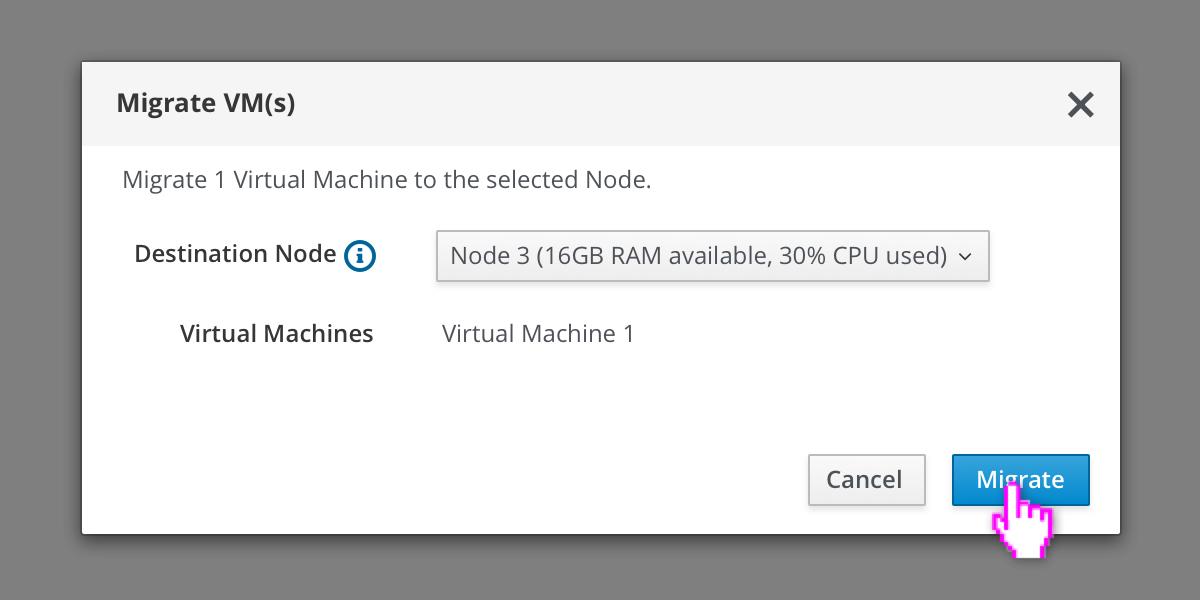 Migrate VM(s)
Migrate 1 Virtual Machine to the selected Node.
Destination Node
Node 3 (16GB RAM available, 30% CPU used)
Virtual Machines
Virtual Machine 1
Cancel
Migrate